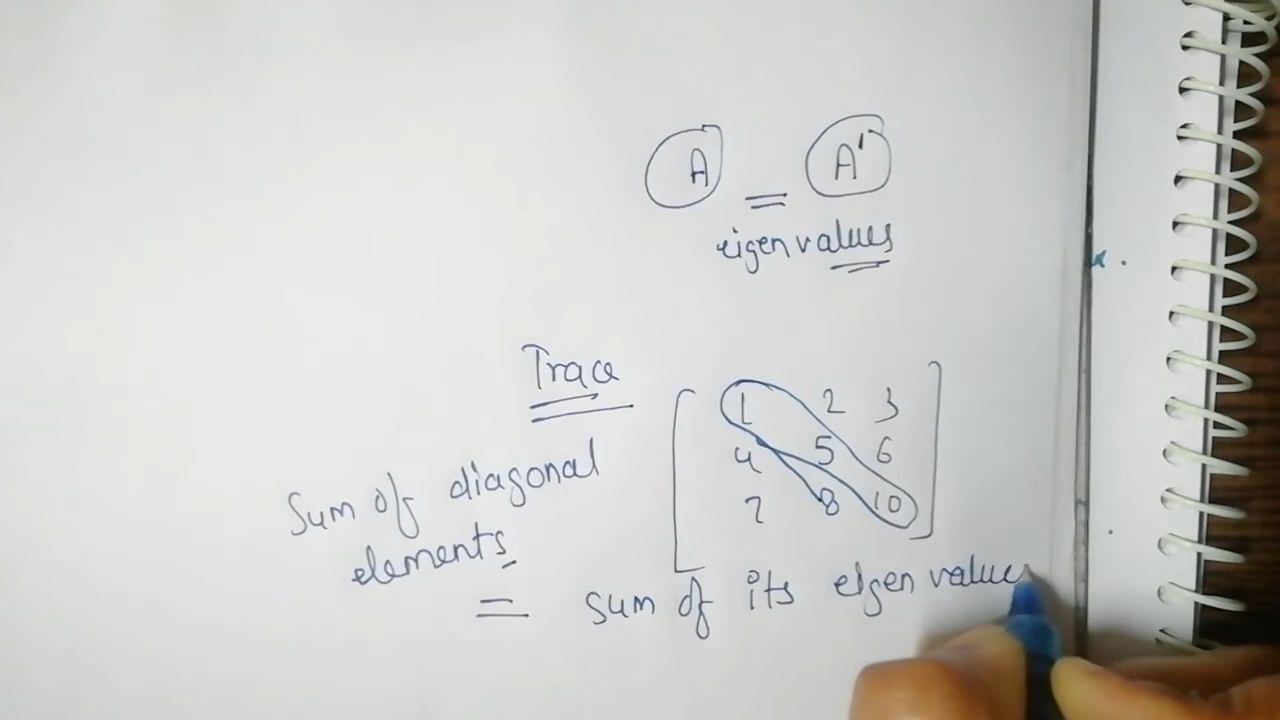 A = A'
eigen values
Trace
1 2 3
4 5 6
7 8 10
Sum of diagonal
elements
= sum of its eigen values